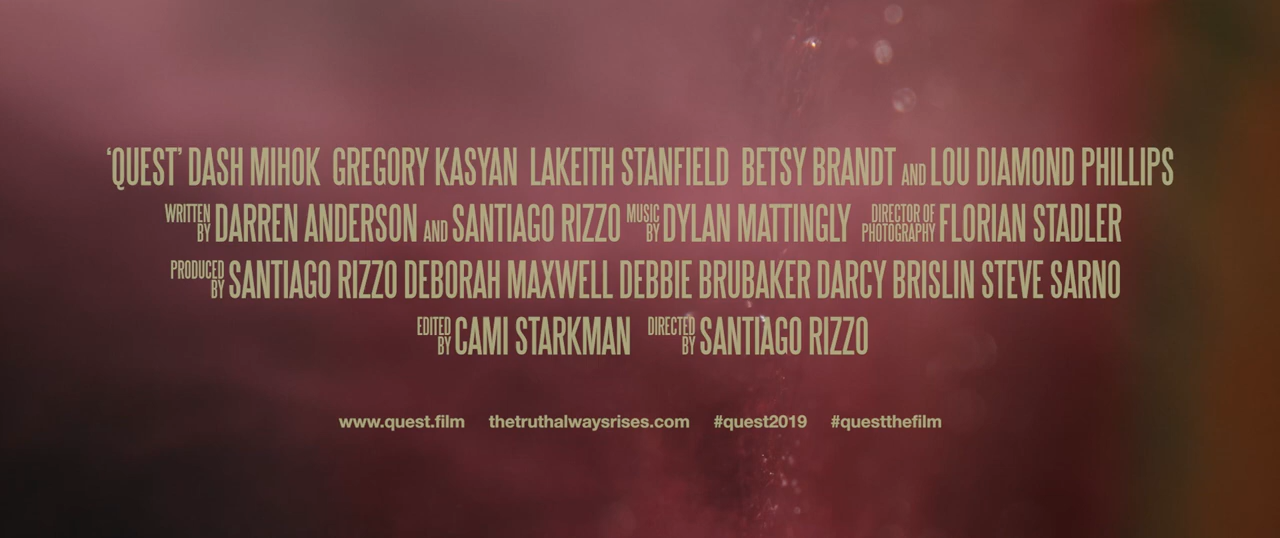 ‘QUEST’ DASH MIHOK GREGORY KASYAN LAKEITH STANFIELD BETSY BRANDT AND LOU DIAMOND PHILLIPS
WRITTEN BY DARREN ANDERSON AND SANTIAGO RIZZO MUSIC BY DYLAN MATTINGLY DIRECTOR OF PHOTOGRAPHY FLORIAN STADLER
PRODUCED BY SANTIAGO RIZZO DEBORAH MAXWELL DEBBIE BRUBAKER DARCY BRISLIN STEVE SARNO
EDITED BY CAMI STARKMAN DIRECTED BY SANTIAGO RIZZO
www.quest.film thetruthalwaysrises.com #quest2019 #questthefilm